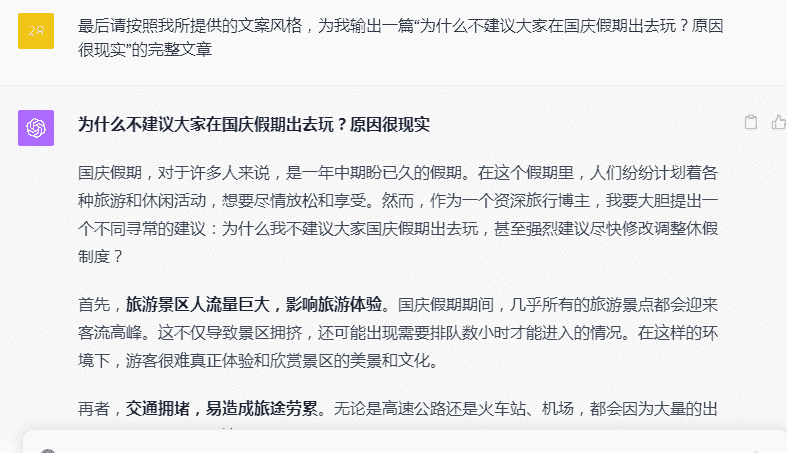 2R
最后请按照我所提供的文案风格，为我输出一篇“为什么不建议大家在国庆假期出去玩？原因
很现实”的完整文章
为什么不建议大家在国庆假期出去玩？原因很现实
国庆假期，对于许多人来说，是一年中期盼已久的假期。在这个假期里，人们纷纷计划着各
种旅游和休闲活动，想要尽情放松和享受。然而，作为一个资深旅行博主，我要大胆提出一
个不同寻常的建议：为什么我不建议大家国庆假期出去玩，甚至强烈建议尽快修改调整休假
制度？
首先，旅游景区人流量巨大，影响旅游体验。国庆假期期间，几乎所有的旅游景点都会迎来
客流高峰。这不仅导致景区拥挤，还可能出现需要排队数小时才能进入的情况。在这样的环
境下，游客很难真正体验和欣赏景区的美景和文化。
再者，交通拥堵，易造成旅途劳累。无论是高速公路还是火车站、机场，都会因为大量的出